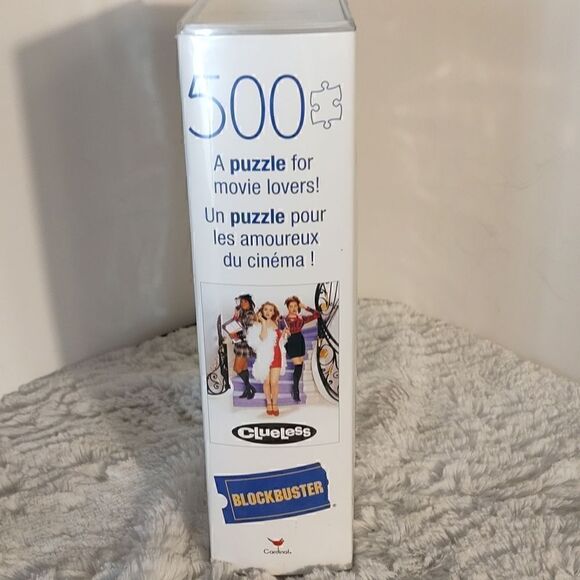 500
A puzzle for
movie lovers!
Un puzzle pour
les amoureux
du cinéma !
CLUELESS
BLOCKBUSTER®
Cardinal®